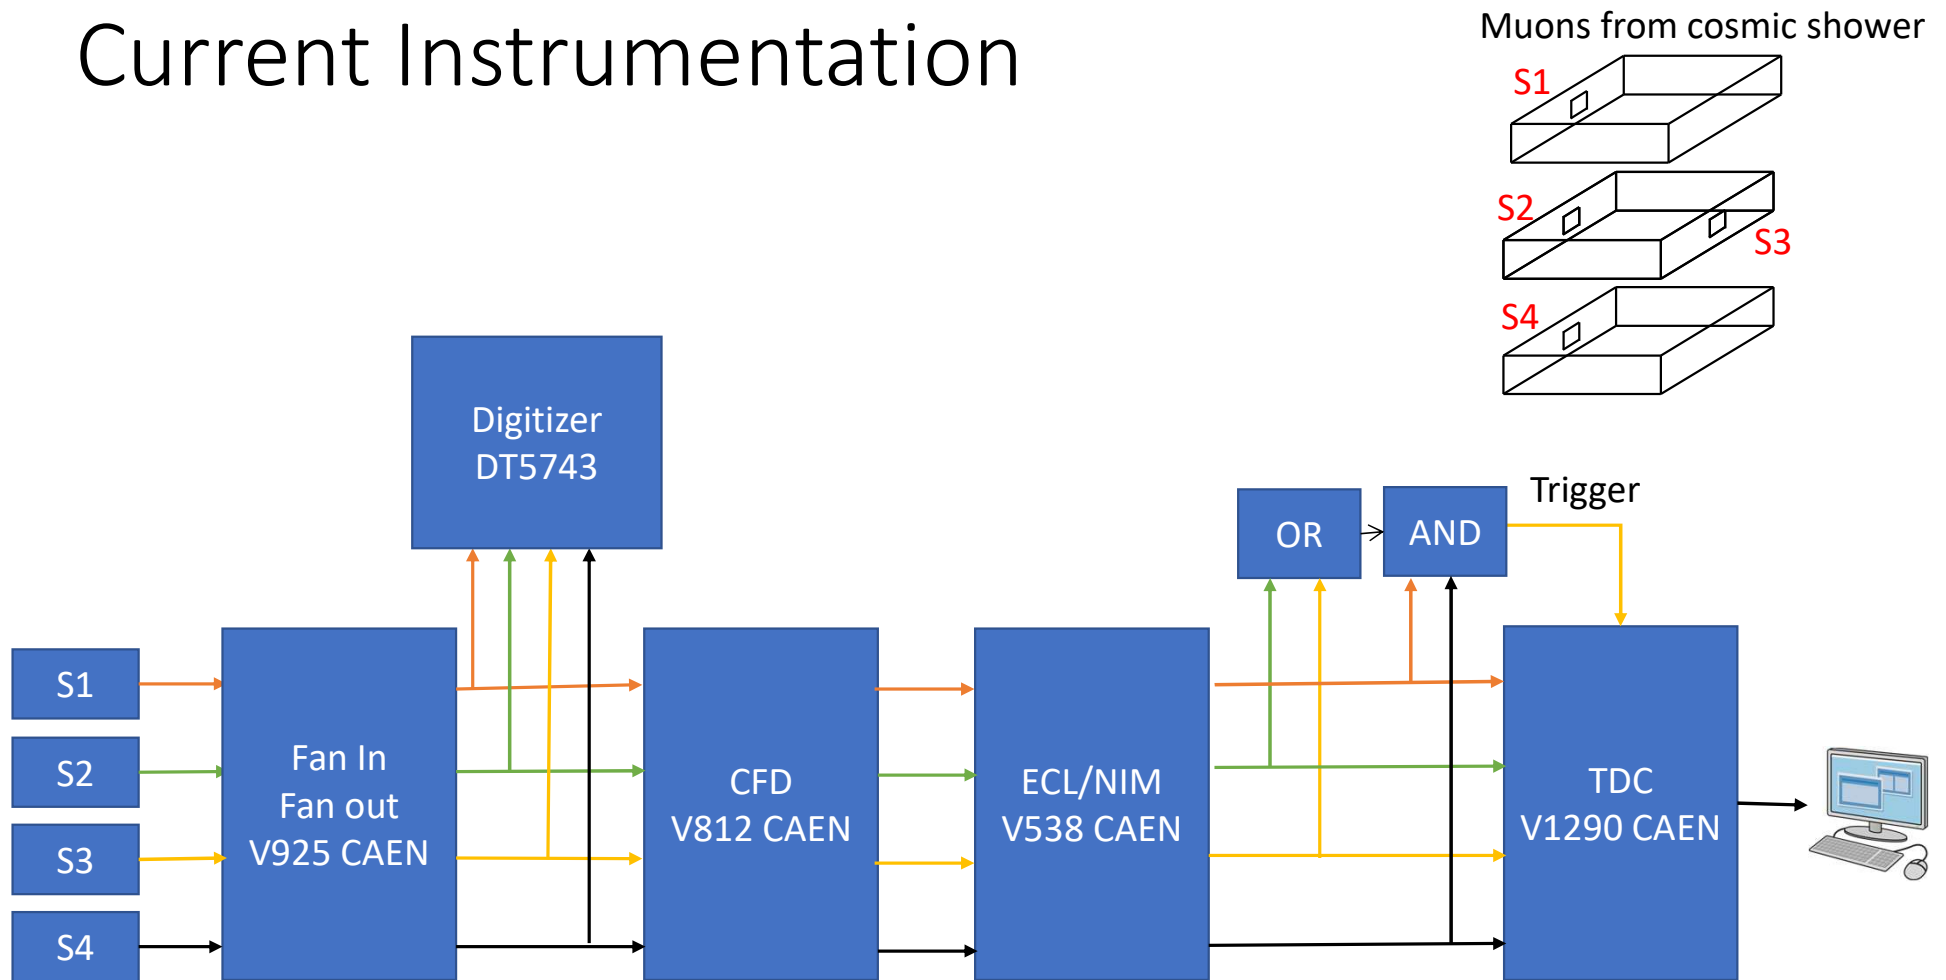 Current Instrumentation
Muons from cosmic shower
S1
S2
S3
S4
Digitizer
DT5743
OR
AND
Trigger
S1
S2
S3
S4
Fan In
Fan out
V925 CAEN
CFD
V812 CAEN
ECL/NIM
V538 CAEN
TDC
V1290 CAEN